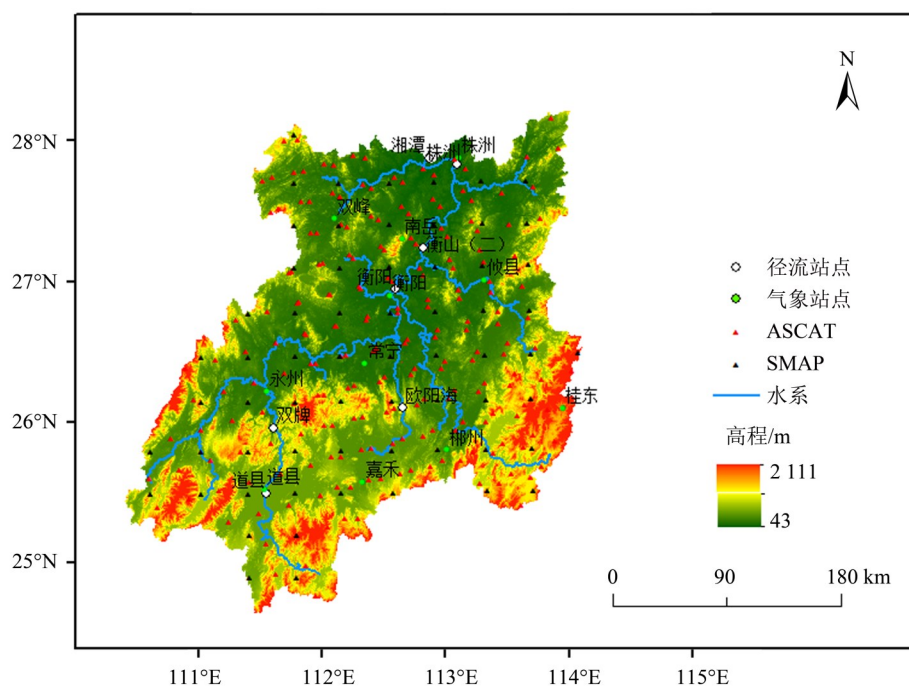 N
28°N
27°N
26°N
25°N
湘潭
株洲
株洲
双峰
南岳
衡山（二）
衡阳
衡阳
攸县
常宁
永州
欧阳海
桂东
双牌
郴州
嘉禾
道县
道县
径流站点
气象站点
ASCAT
SMAP
水系
高程/m
2 111
43
0 90 180 km
111°E 112°E 113°E 114°E 115°E